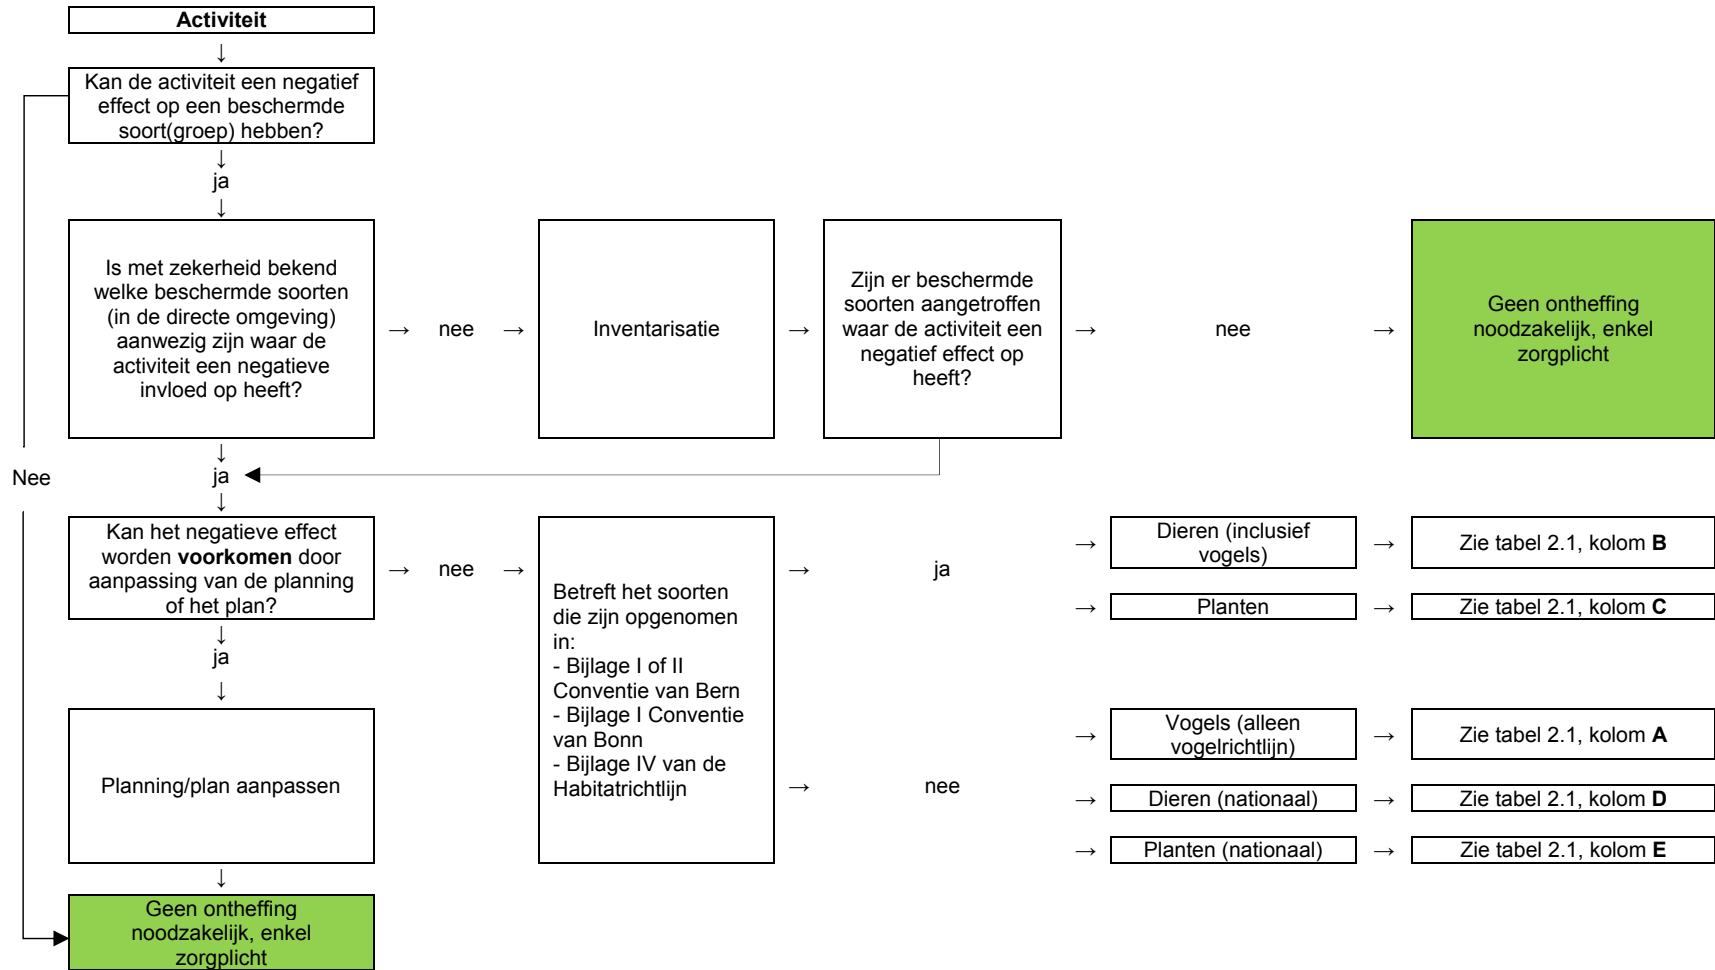 Activiteit
↓
Kan de activiteit een negatief
effect op een beschermde
soort(groep) hebben?
↓
ja
↓
Is met zekerheid bekend
welke beschermde soorten
(in de directe omgeving)
aanwezig zijn waar de
activiteit een negatieve
invloed op heeft?
→ nee →
Inventarisatie
→
Zijn er beschermde
soorten aangetroffen
waar de activiteit een
negatief effect op
heeft?
→ nee →
Geen ontheffing
noodzakelijk, enkel
zorgplicht
↓
Nee
ja
↓
Kan het negatieve effect
worden voorkomen door
aanpassing van de planning
of het plan?
→ nee →
Betreft het soorten
die zijn opgenomen
in:
- Bijlage I of II
Conventie van Bern
- Bijlage I Conventie
van Bonn
- Bijlage IV van de
Habitatrichtlijn
→ ja
→ Dieren (inclusief
vogels)
→ Zie tabel 2.1, kolom B
→ Planten → Zie tabel 2.1, kolom C
→ nee
→ Vogels (alleen
vogelrichtlijn)
→ Zie tabel 2.1, kolom A
→ Dieren (nationaal) → Zie tabel 2.1, kolom D
→ Planten (nationaal) → Zie tabel 2.1, kolom E
↓
ja
↓
Planning/plan aanpassen
↓
Geen ontheffing
noodzakelijk, enkel
zorgplicht